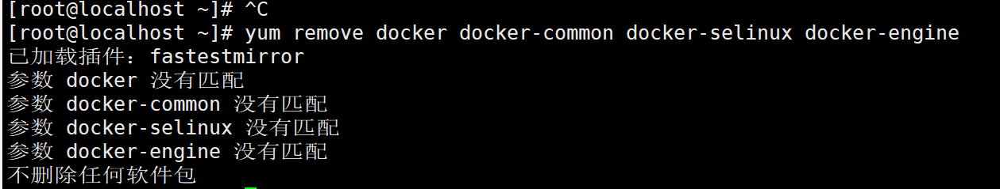 [root@localhost ~]# ^C
[root@localhost ~]# yum remove docker docker-common docker-selinux docker-engine
已加载插件：fastestmirror
参数 docker 没有匹配
参数 docker-common 没有匹配
参数 docker-selinux 没有匹配
参数 docker-engine 没有匹配
不删除任何软件包